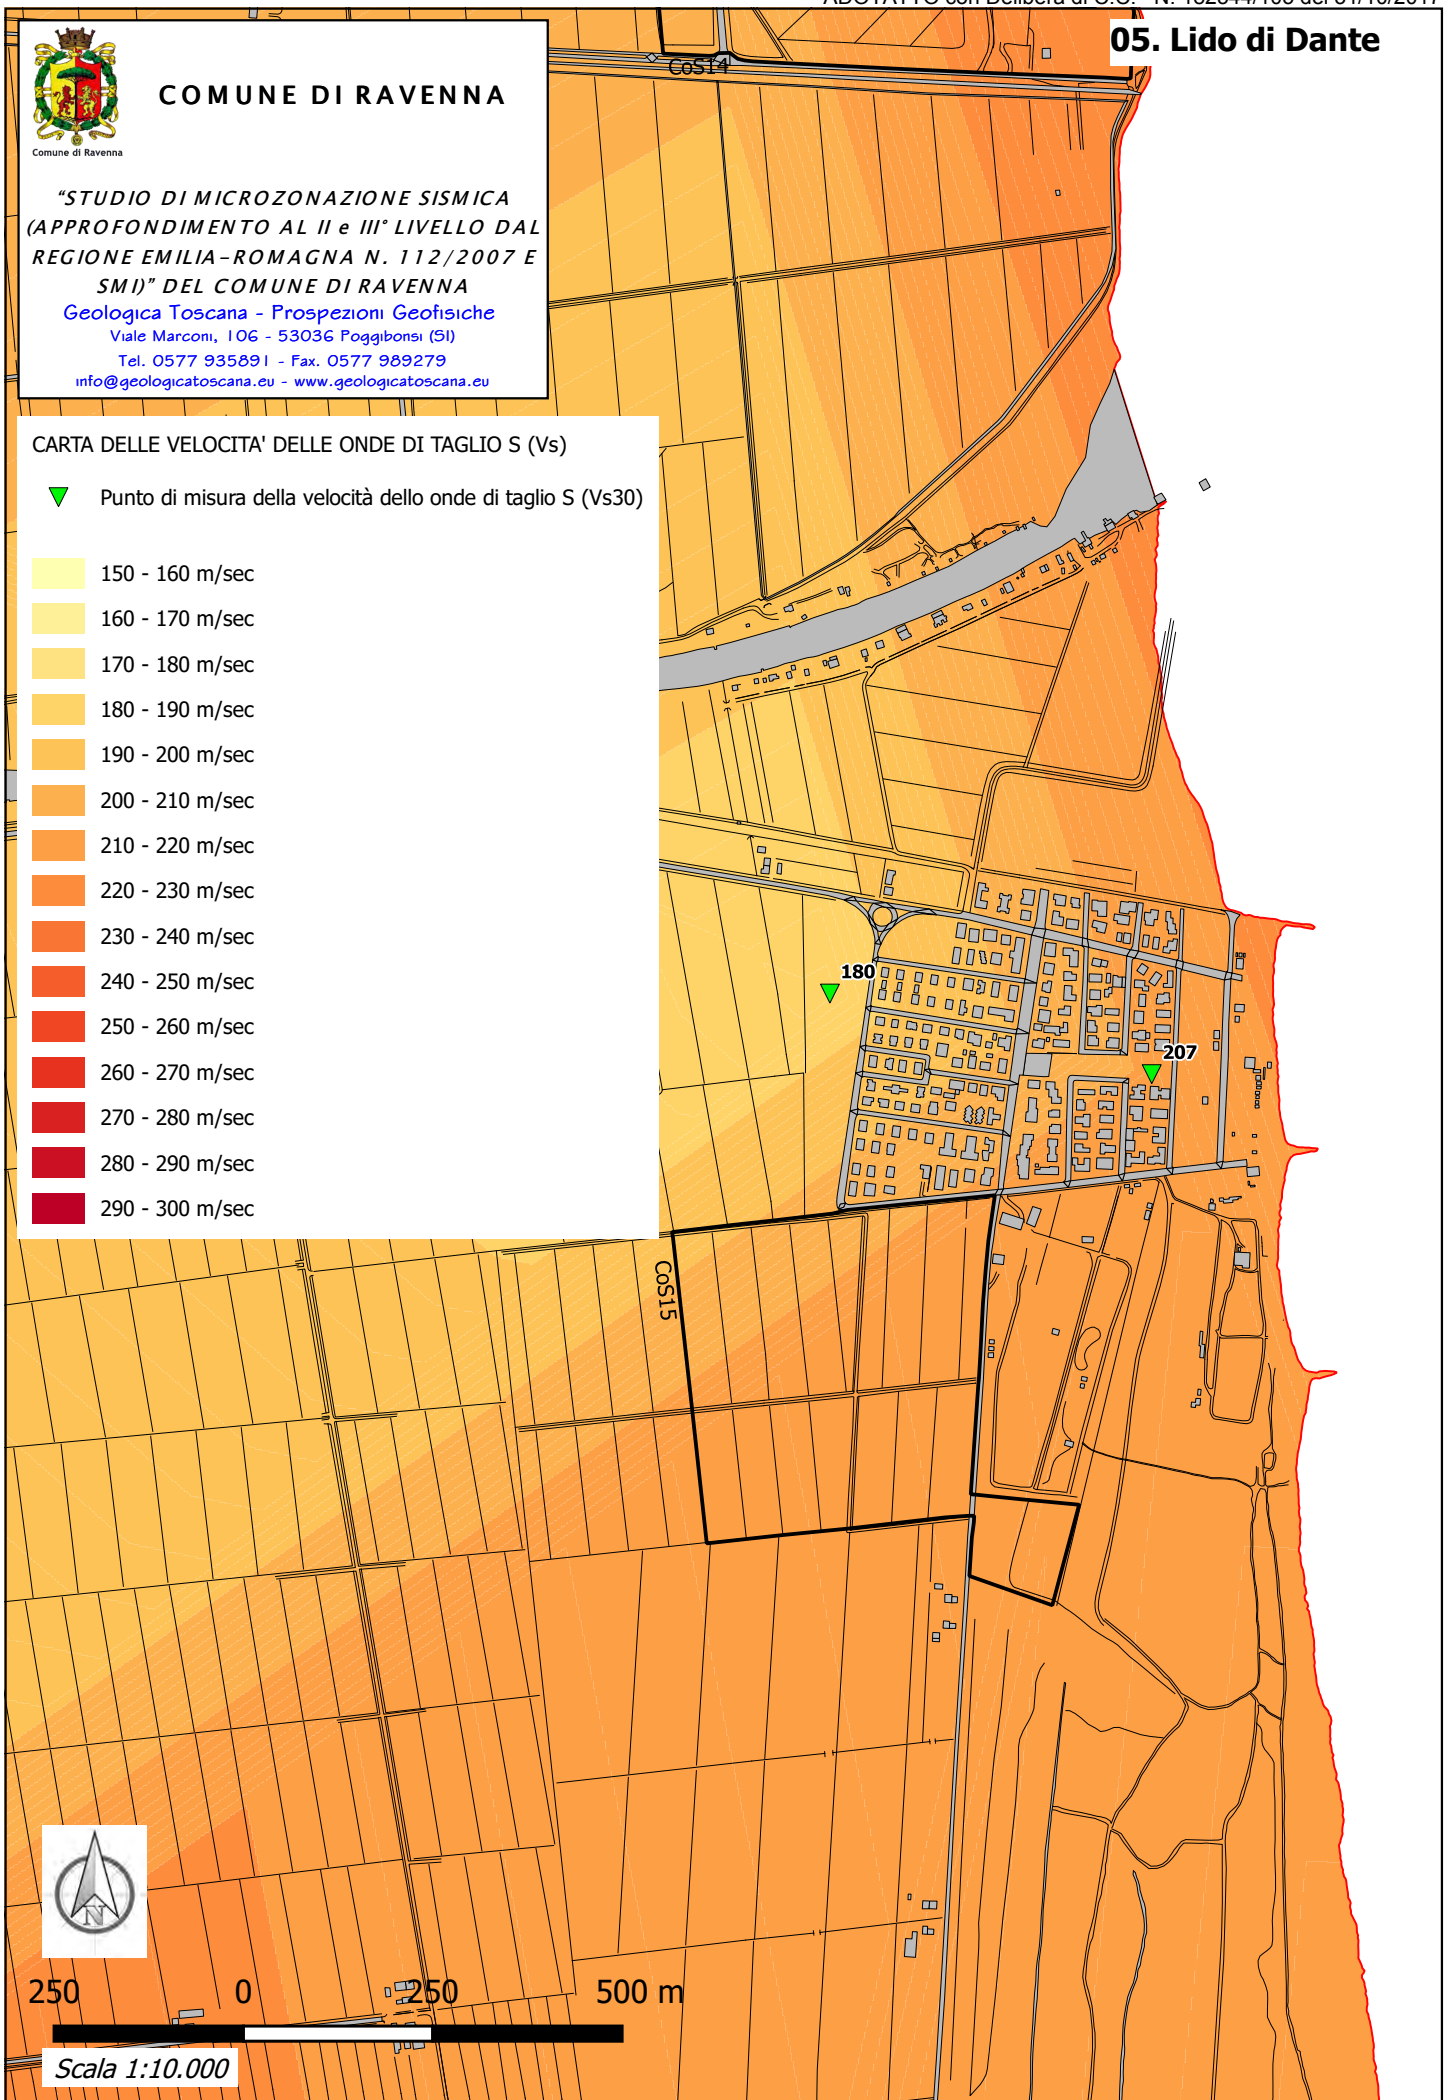 05. Lido di Dante
COMUNE DI RAVENNA
Comune di Ravenna
"STUDIO DI MICROZONAZIONE SISMICA
(APPROFONDIMENTO AL II e III° LIVELLO DAL
REGIONE EMILIA-ROMAGNA N. 112/2007 E
SMI)" DEL COMUNE DI RAVENNA
Geologica Toscana - Prospezioni Geofisiche
Viale Marconi, 106 - 53036 Poggibonsi (SI)
Tel. 0577 935891 - Fax. 0577 989279
info@geologicatoscana.eu - www.geologicatoscana.eu
CoS14
CARTA DELLE VELOCITA' DELLE ONDE DI TAGLIO S (Vs)
Punto di misura della velocità dello onde di taglio S (Vs30)
150 - 160 m/sec
160 - 170 m/sec
170 - 180 m/sec
180 - 190 m/sec
190 - 200 m/sec
200 - 210 m/sec
210 - 220 m/sec
220 - 230 m/sec
230 - 240 m/sec
240 - 250 m/sec
250 - 260 m/sec
260 - 270 m/sec
270 - 280 m/sec
280 - 290 m/sec
290 - 300 m/sec
180
207
CoS15
N
250 0 250 500 m
Scala 1:10.000